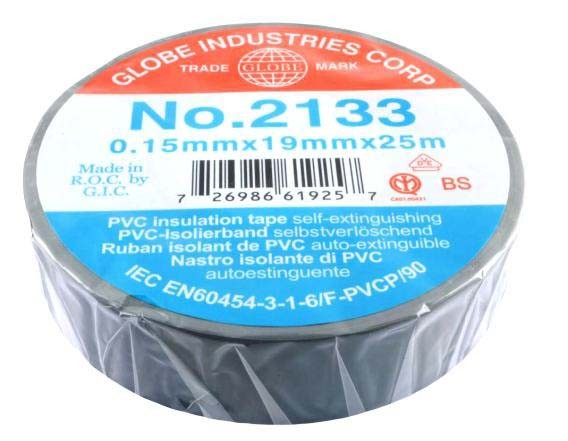 GLOBE INDUSTRIES CORP
TRADE GLOBE MARK
No.2133
0.15mmx19mmx25m
Made in
R.O.C. by
G.I.C.
7 26986 61925 7
BS
PVC insulation tape self-extinguishing
PVC-Isolierband selbstverlöschend
Ruban isolant de PVC auto-extinguible
Nastro isolante di PVC
autoestinguente
IEC EN60454-3-1-6/F-PVCP/90